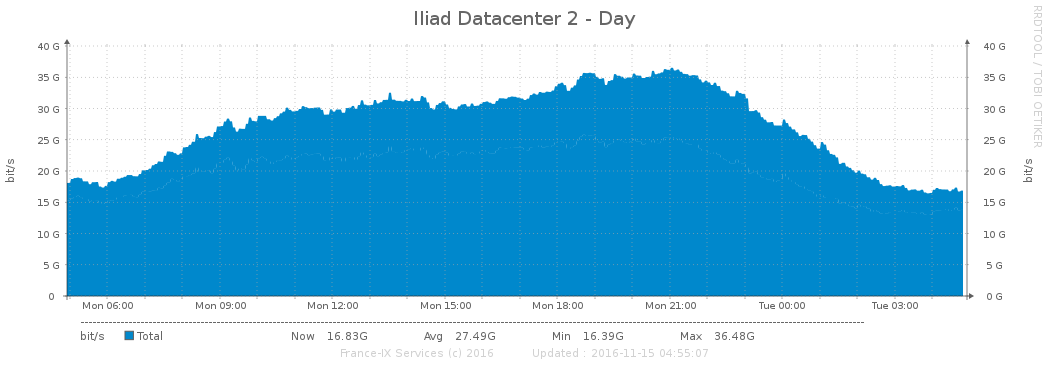 Iliad Datacenter 2 - Day
RRDTOOL / TOBI OETIKER
40 G 40 G
35 G 35 G
30 G 30 G
25 G 25 G
20 G 20 G
15 G 15 G
10 G 10 G
5 G 5 G
0 0 G
bit/s bit/s
Mon 06:00 Mon 09:00 Mon 12:00 Mon 15:00 Mon 18:00 Mon 21:00 Tue 00:00 Tue 03:00
bit/s Total Now 16.83G Avg 27.49G Min 16.39G Max 36.48G
France-IX Services (c) 2016 Updated : 2016-11-15 04:55:07